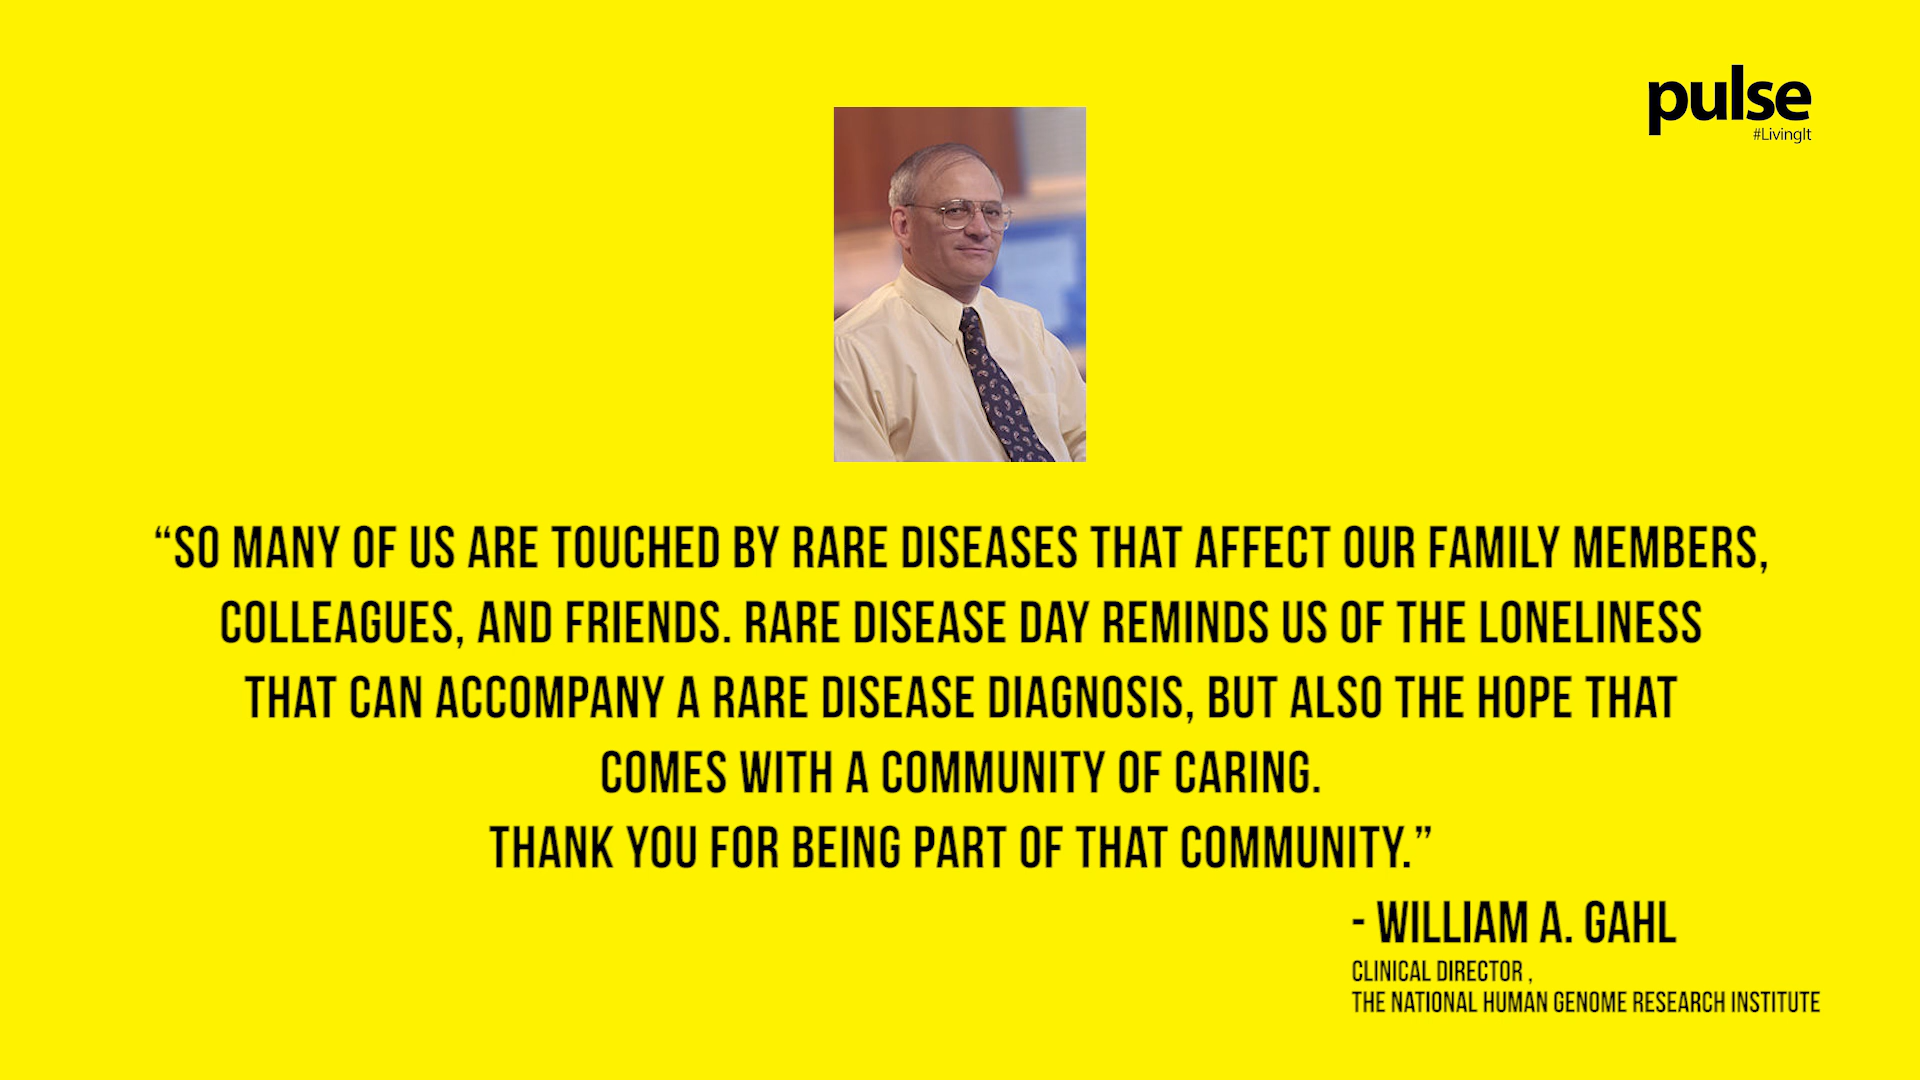 pulse
#LivingIt
“SO MANY OF US ARE TOUCHED BY RARE DISEASES THAT AFFECT OUR FAMILY MEMBERS,
COLLEAGUES, AND FRIENDS. RARE DISEASE DAY REMINDS US OF THE LONELINESS
THAT CAN ACCOMPANY A RARE DISEASE DIAGNOSIS, BUT ALSO THE HOPE THAT
COMES WITH A COMMUNITY OF CARING.
THANK YOU FOR BEING PART OF THAT COMMUNITY.”
- WILLIAM A. GAHL
CLINICAL DIRECTOR ,
THE NATIONAL HUMAN GENOME RESEARCH INSTITUTE